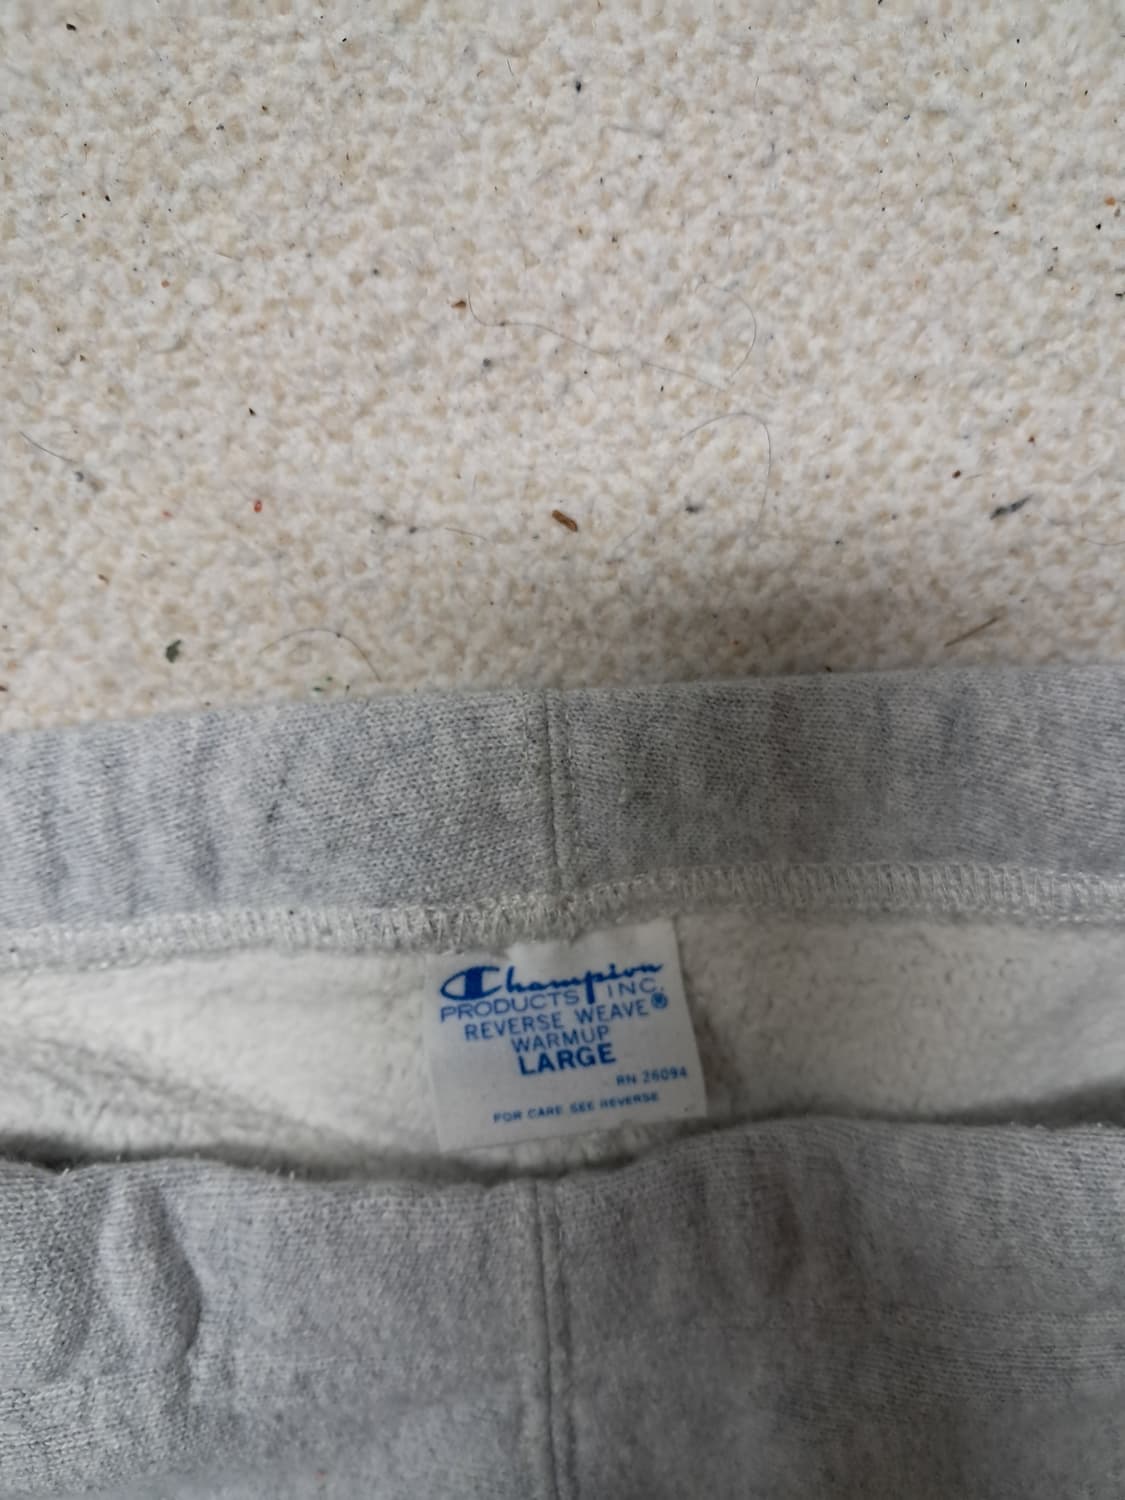 Champion
PRODUCTS INC.
REVERSE WEAVE®
WARMUP
LARGE
RN 26094
FOR CARE SEE REVERSE